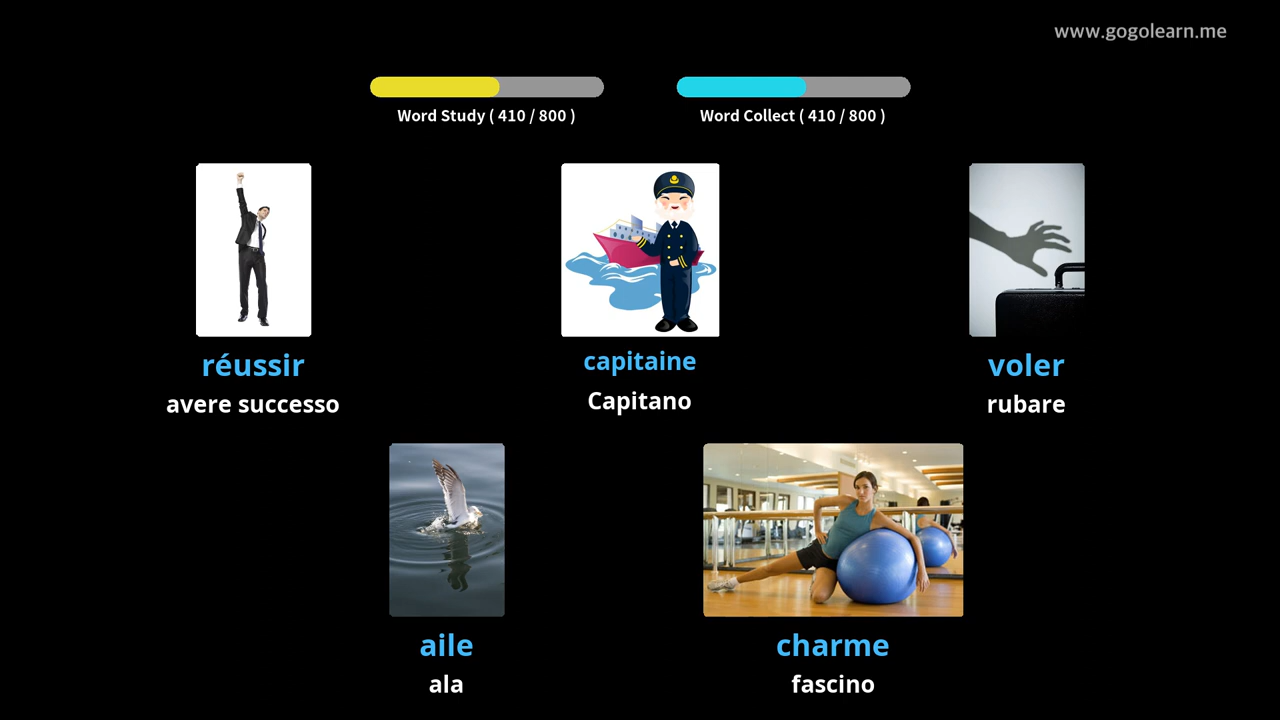 www.gogolearn.me
Word Study ( 410 / 800 )
Word Collect ( 410 / 800 )
réussir
avere successo
capitaine
Capitano
voler
rubare
aile
ala
charme
fascino